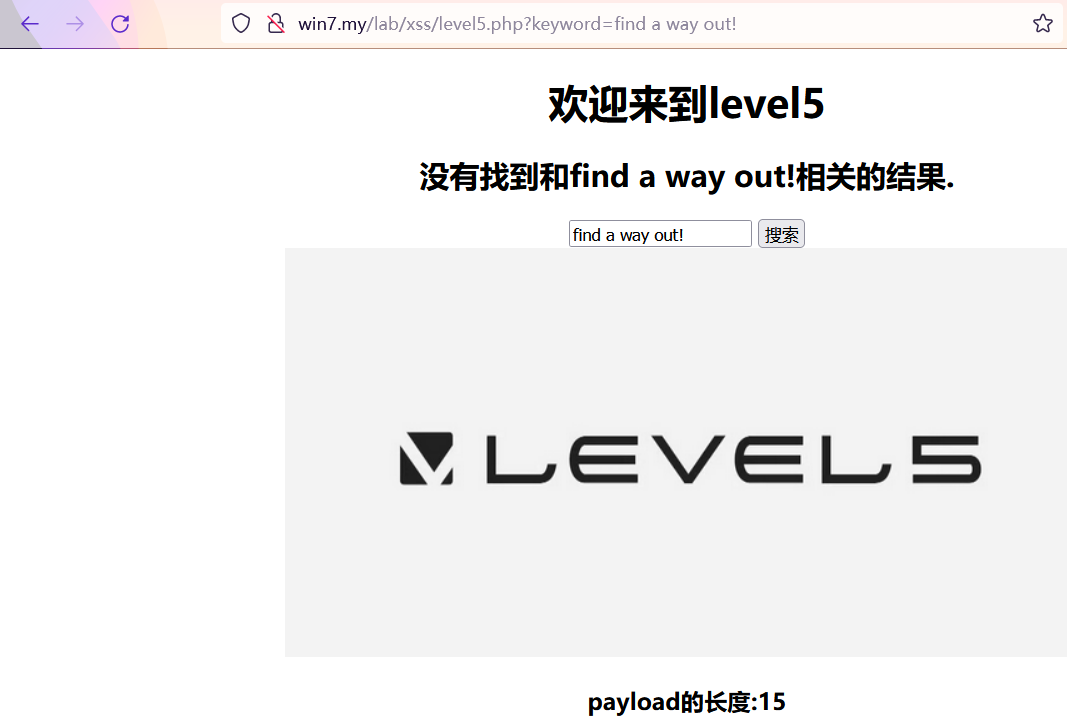 win7.my/lab/xss/level5.php?keyword=find a way out!
欢迎来到level5
没有找到和find a way out!相关的结果.
find a way out! 搜索
LEVEL5
payload的长度:15